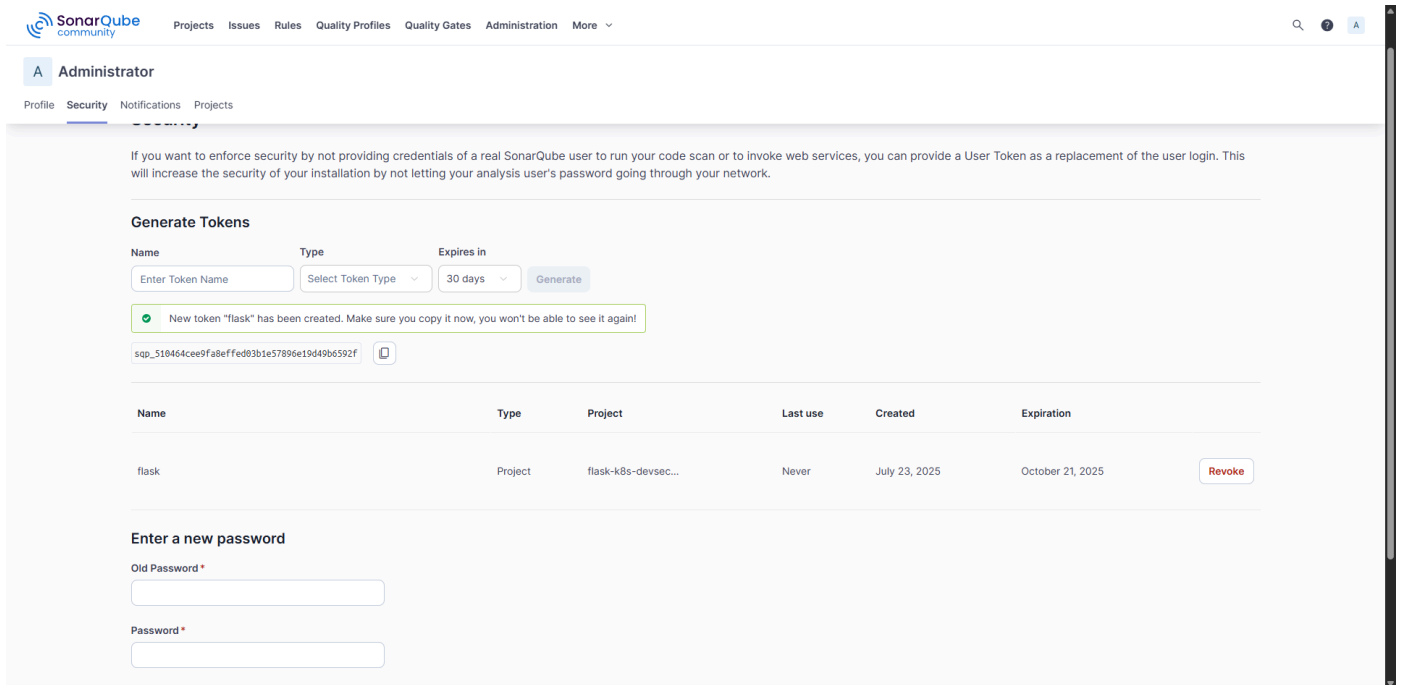 SonarQube
community
Projects Issues Rules Quality Profiles Quality Gates Administration More
A
A Administrator
Profile Security Notifications Projects
Security
If you want to enforce security by not providing credentials of a real SonarQube user to run your code scan or to invoke web services, you can provide a User Token as a replacement of the user login. This
will increase the security of your installation by not letting your analysis user's password going through your network.
Generate Tokens
Name Type Expires in
Enter Token Name Select Token Type 30 days Generate
New token "flask" has been created. Make sure you copy it now, you won't be able to see it again!
sqp_510464cee9fa8effed03b1e57896e19d49b6592f
Name Type Project Last use Created Expiration
flask Project flask-k8s-devsec... Never July 23, 2025 October 21, 2025 Revoke
Enter a new password
Old Password *
Password *